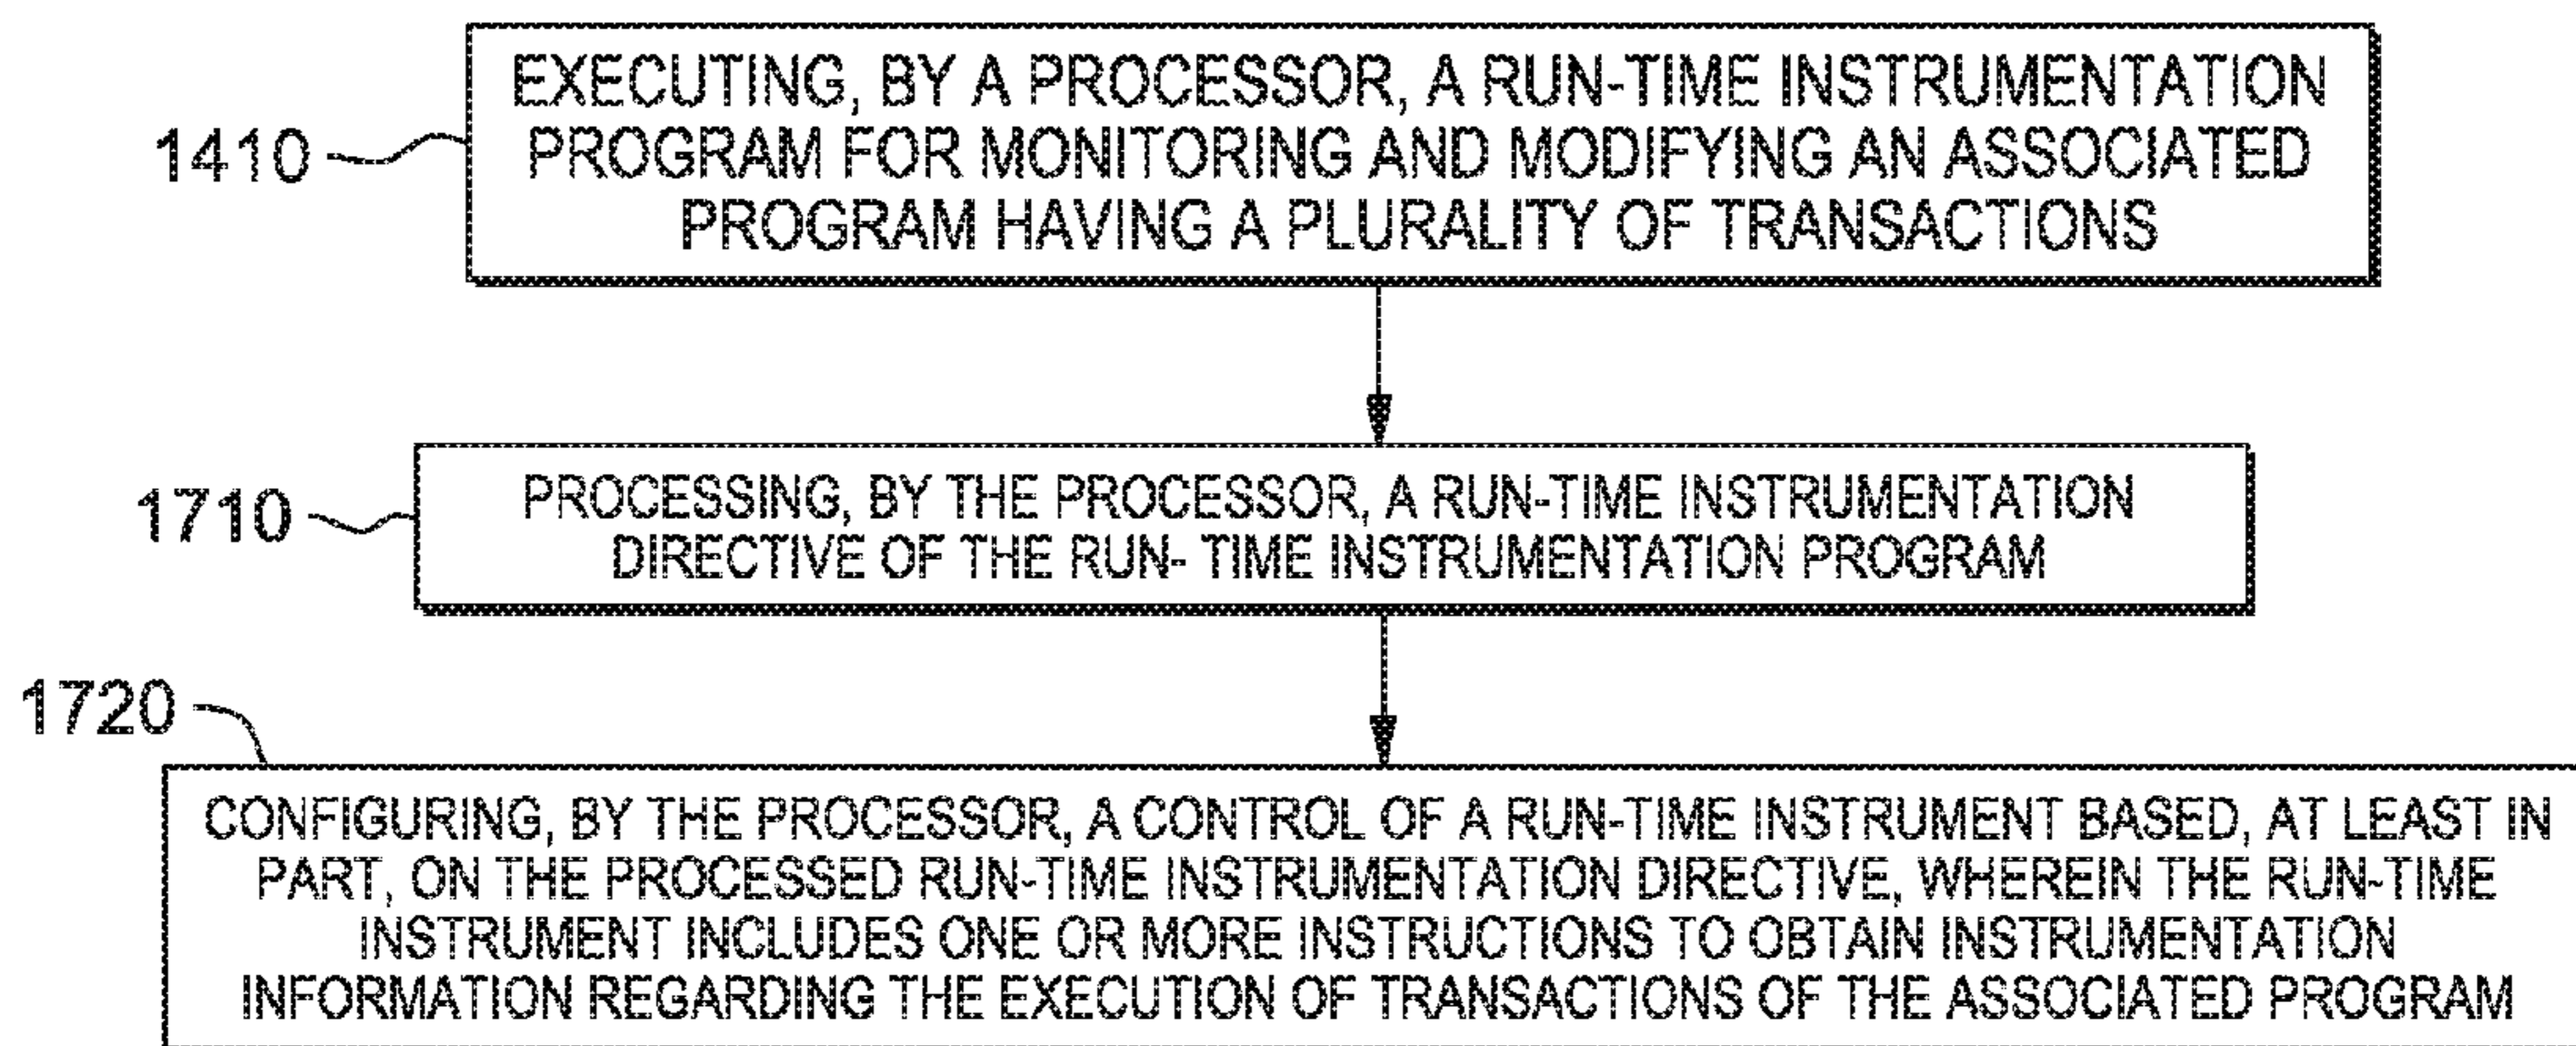 EXECUTING, BY A PROCESSOR, A RUN-TIME INSTRUMENTATION
1410
PROGRAM FOR MONITORING AND MODIFYING AN ASSOCIATED
PROGRAM HAVING A PLURALITY OF TRANSACTIONS
PROCESSING, BY THE PROCESSOR, A RUN-TIME INSTRUMENTATION
1710
DIRECTIVE OF THE RUN- TIME INSTRUMENTATION PROGRAM
1720
CONFIGURING, BY THE PROCESSOR, A CONTROL OF A RUN-TIME INSTRUMENT BASED, AT LEAST IN
PART, ON THE PROCESSED RUN-TIME INSTRUMENTATION DIRECTIVE, WHEREIN THE RUN-TIME
INSTRUMENT INCLUDES ONE OR MORE INSTRUCTIONS TO OBTAIN INSTRUMENTATION
INFORMATION REGARDING THE EXECUTION OF TRANSACTIONS OF THE ASSOCIATED PROGRAM